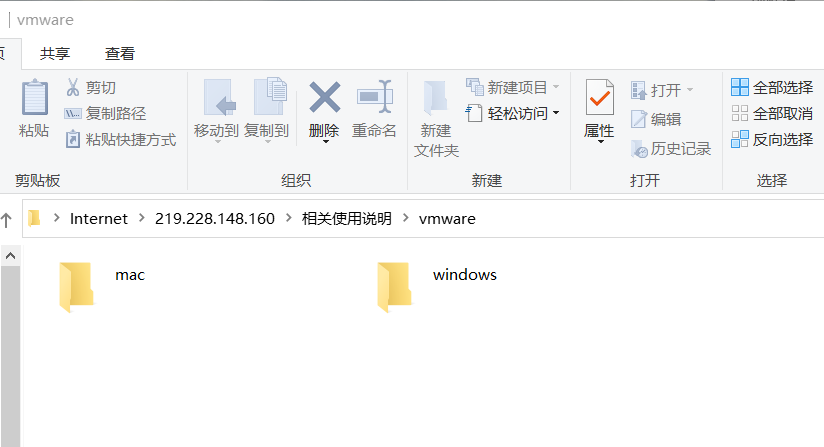 vmware
共享 查看
粘贴
剪切
复制路径
粘贴快捷方式
剪贴板
移动到 复制到 删除 重命名
组织
新建
文件夹
新建项目
轻松访问
新建
属性
打开
编辑
历史记录
打开
全部选择
全部取消
反向选择
选择
Internet 219.228.148.160 相关使用说明 vmware
mac windows